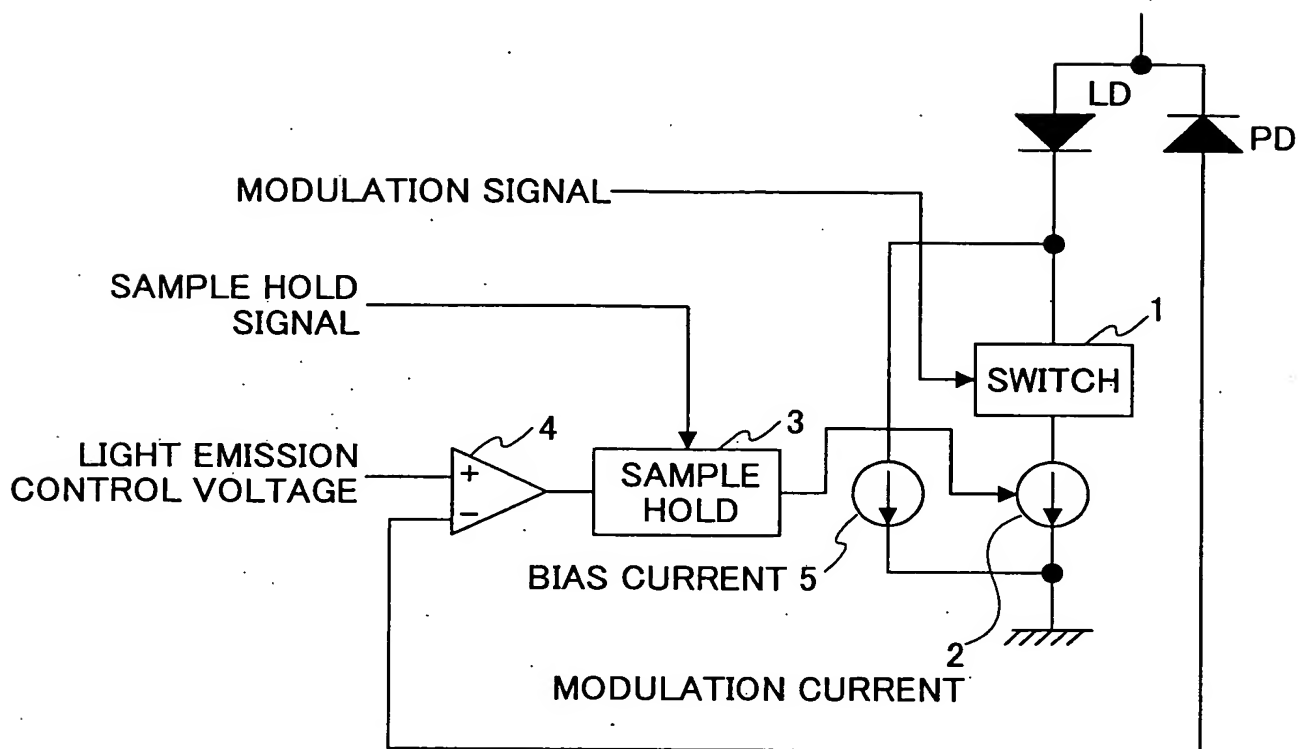 LD
PD
MODULATION SIGNAL
SAMPLE HOLD
SIGNAL
1
SWITCH
LIGHT EMISSION
CONTROL VOLTAGE
4
+
−
3
SAMPLE
HOLD
BIAS CURRENT 5
2
MODULATION CURRENT